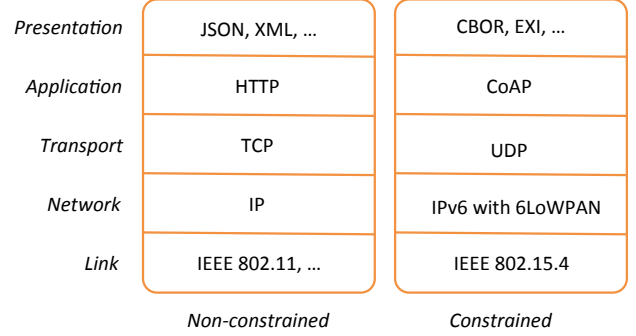 Presentation JSON, XML, … CBOR, EXI, …
Application HTTP CoAP
Transport TCP UDP
Network IP IPv6 with 6LoWPAN
Link IEEE 802.11, … IEEE 802.15.4
Non-constrained Constrained